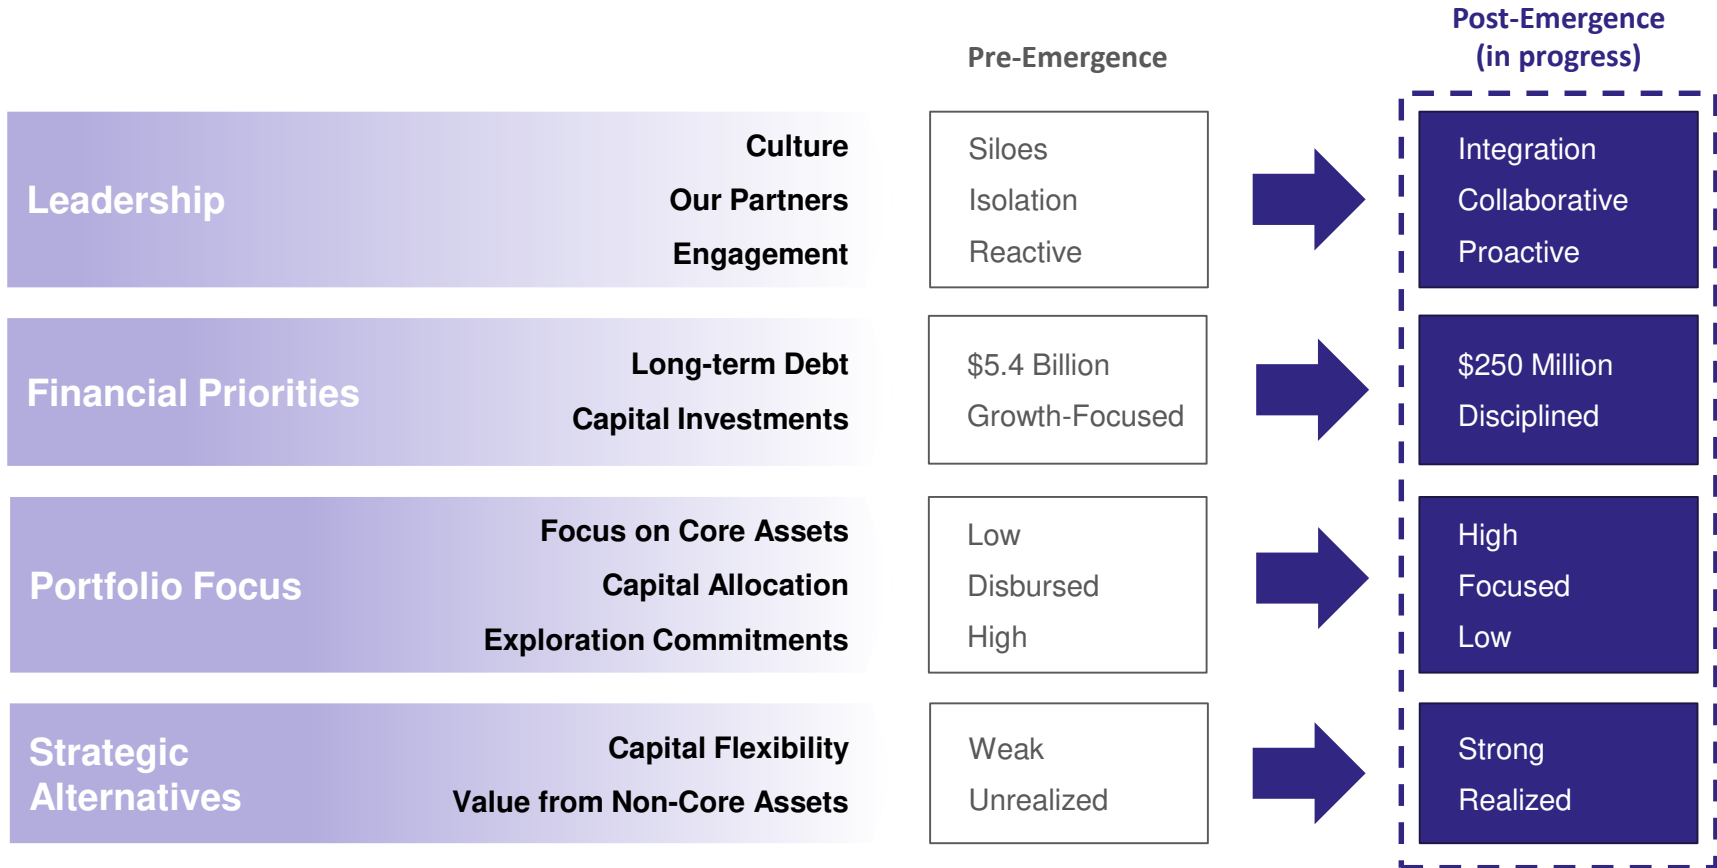 Pre-Emergence
Post-Emergence
(in progress)
Leadership
Culture
Our Partners
Engagement
Siloes
Isolation
Reactive
Integration
Collaborative
Proactive
Financial Priorities
Long-term Debt
Capital Investments
$5.4 Billion
Growth-Focused
$250 Million
Disciplined
Portfolio Focus
Focus on Core Assets
Capital Allocation
Exploration Commitments
Low
Disbursed
High
High
Focused
Low
Strategic
Alternatives
Capital Flexibility
Value from Non-Core Assets
Weak
Unrealized
Strong
Realized